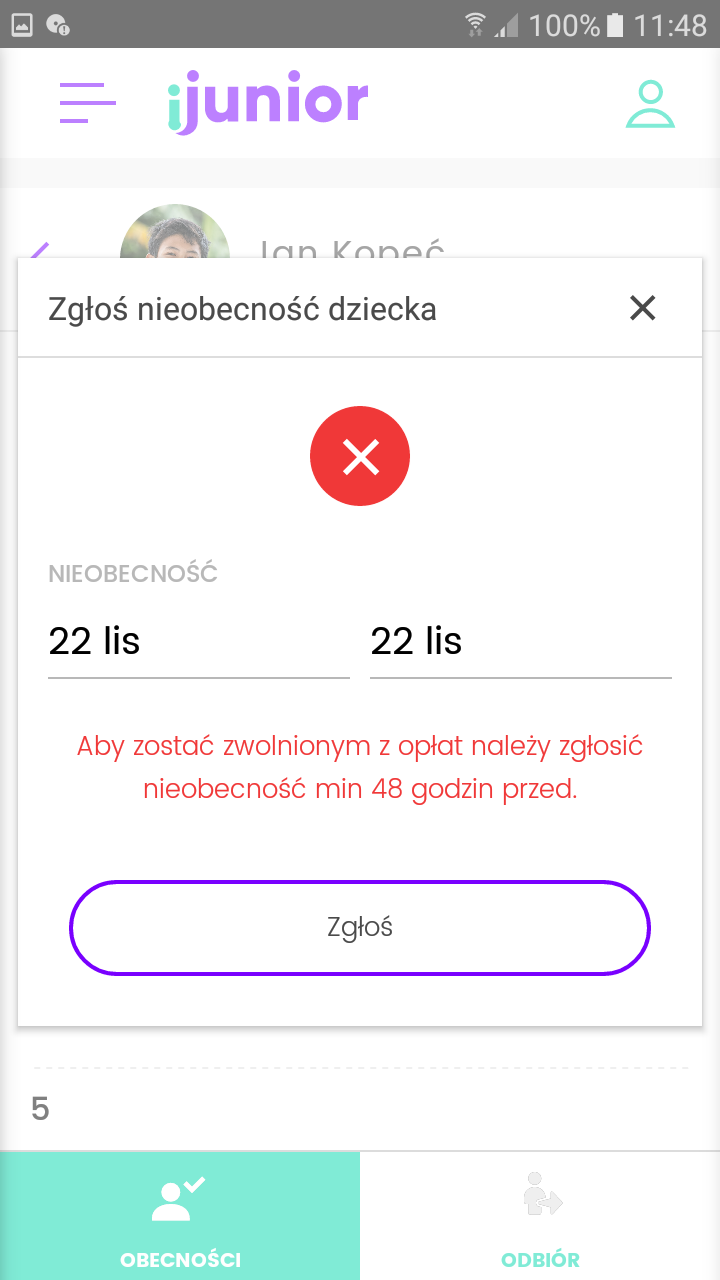 100% 11:48
ijunior
Jan Kopeć
Zgłoś nieobecność dziecka
NIEOBECNOŚĆ
22 lis 22 lis
Aby zostać zwolnionym z opłat należy zgłosić
nieobecność min 48 godzin przed.
Zgłoś
5
OBECNOŚCI ODBIÓR